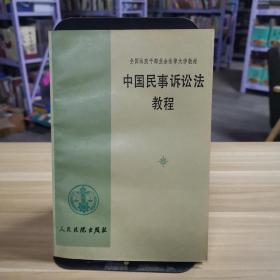 全国法院干部业余法律大学教材
中国民事诉讼法
教程
人民法院出版社